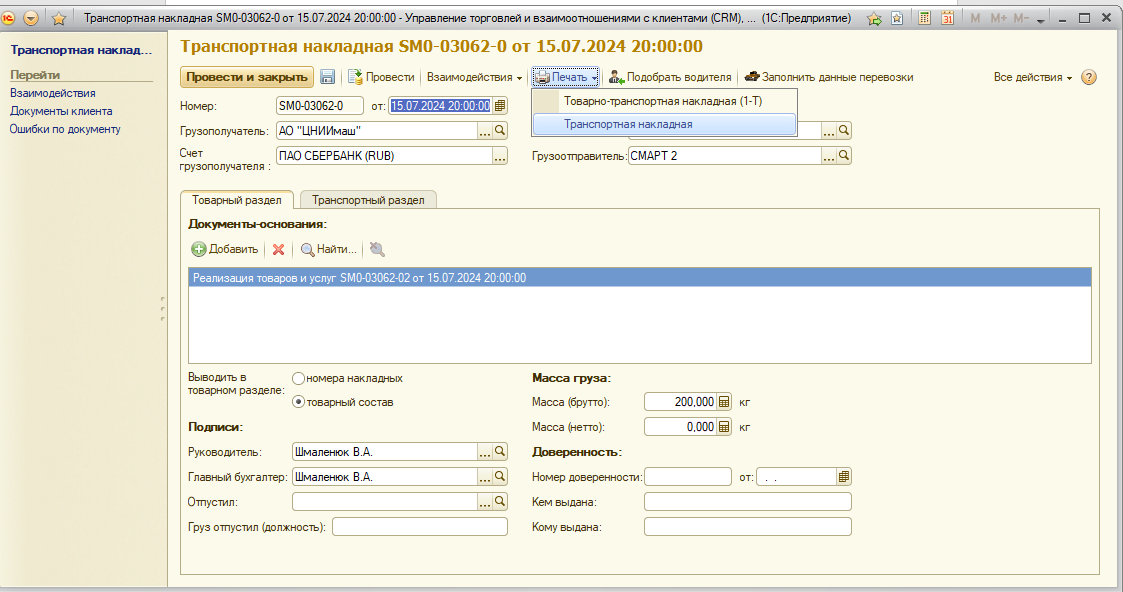 Транспортная накладная SM0-03062-0 от 15.07.2024 20:00:00 - Управление торговлей и взаимоотношениями с клиентами (CRM), ... (1С:Предприятие)
31 M M+ M-
Транспортная наклад...
Перейти
Взаимодействия
Документы клиента
Ошибки по документу
Транспортная накладная SM0-03062-0 от 15.07.2024 20:00:00
Провести и закрыть Провести Взаимодействия Печать Подобрать водителя Заполнить данные перевозки Все действия ?
Товарно-транспортная накладная (1-Т)
Транспортная накладная
Номер: SM0-03062-0 от: 15.07.2024 20:00:00
Грузополучатель: АО "ЦНИИмаш" ... ...
Счет грузополучателя : ПАО СБЕРБАНК (RUB) ... Грузоотправитель: СМАРТ 2 ...
Товарный раздел Транспортный раздел
Документы-основания:
Добавить Найти...
Реализация товаров и услуг SM0-03062-02 от 15.07.2024 20:00:00
Выводить в товарном разделе: номера накладных
товарный состав
Масса груза:
Масса (брутто): 200,000 кг
Масса (нетто): 0,000 кг
Подписи:
Руководитель: Шмаленюк В.А. ...
Главный бухгалтер: Шмаленюк В.А. ...
Отпустил: ...
Груз отпустил (должность):
Доверенность:
Номер доверенности: от: . .
Кем выдана:
Кому выдана: